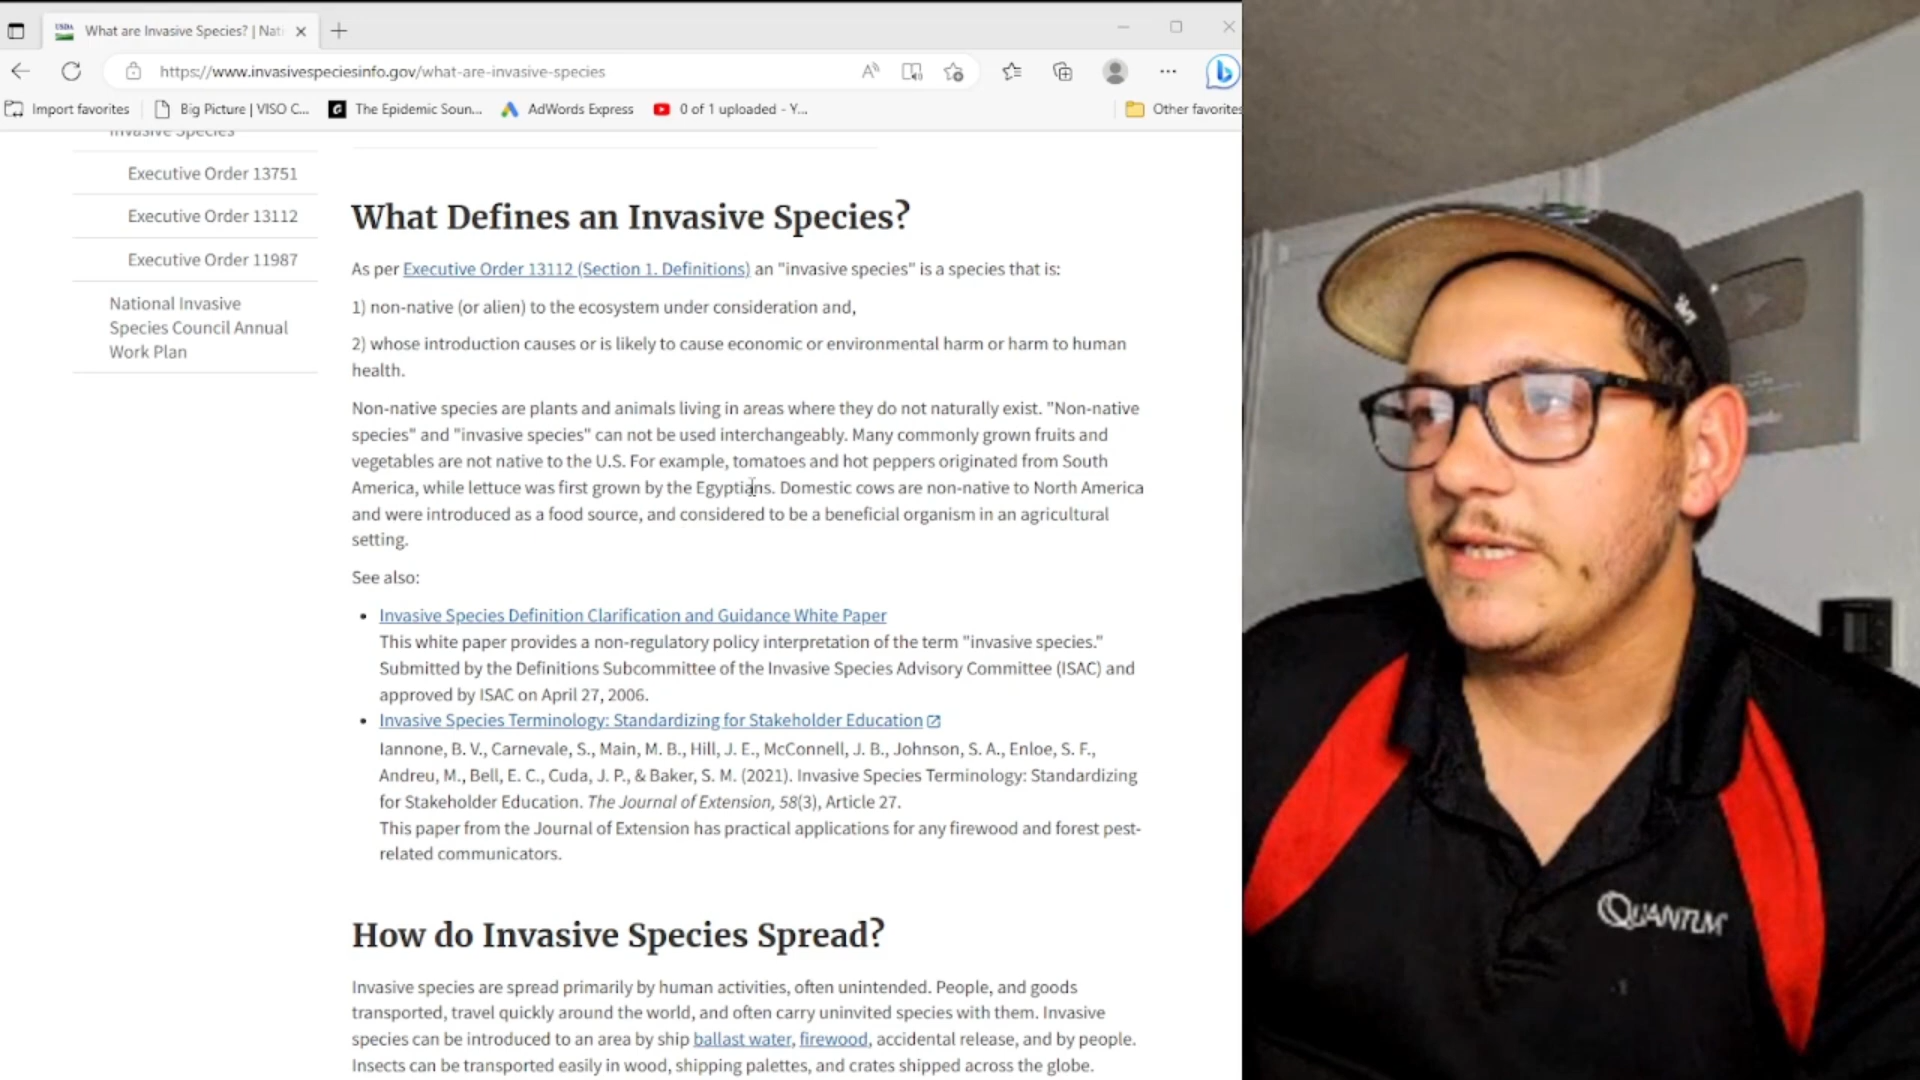 USDA
What are Invasive Species? | Nati
https://www.invasivespeciesinfo.gov/what-are-invasive-species
Import favorites
Big Picture | VISO C...
The Epidemic Soun...
AdWords Express
0 of 1 uploaded - Y...
Other favorites
Invasive Species
Executive Order 13751
Executive Order 13112
Executive Order 11987
National Invasive
Species Council Annual
Work Plan
What Defines an Invasive Species?
As per Executive Order 13112 (Section 1. Definitions) an "invasive species" is a species that is:
1) non-native (or alien) to the ecosystem under consideration and,
2) whose introduction causes or is likely to cause economic or environmental harm or harm to human
health.
Non-native species are plants and animals living in areas where they do not naturally exist. "Non-native
species" and "invasive species" can not be used interchangeably. Many commonly grown fruits and
vegetables are not native to the U.S. For example, tomatoes and hot peppers originated from South
America, while lettuce was first grown by the Egyptians. Domestic cows are non-native to North America
and were introduced as a food source, and considered to be a beneficial organism in an agricultural
setting.
See also:
Invasive Species Definition Clarification and Guidance White Paper
This white paper provides a non-regulatory policy interpretation of the term "invasive species."
Submitted by the Definitions Subcommittee of the Invasive Species Advisory Committee (ISAC) and
approved by ISAC on April 27, 2006.
Invasive Species Terminology: Standardizing for Stakeholder Education
Iannone, B. V., Carnevale, S., Main, M. B., Hill, J. E., McConnell, J. B., Johnson, S. A., Enloe, S. F.,
Andreu, M., Bell, E. C., Cuda, J. P., & Baker, S. M. (2021). Invasive Species Terminology: Standardizing
for Stakeholder Education. The Journal of Extension, 58(3), Article 27.
This paper from the Journal of Extension has practical applications for any firewood and forest pest-
related communicators.
How do Invasive Species Spread?
Invasive species are spread primarily by human activities, often unintended. People, and goods
transported, travel quickly around the world, and often carry uninvited species with them. Invasive
species can be introduced to an area by ship ballast water, firewood, accidental release, and by people.
Insects can be transported easily in wood, shipping palettes, and crates shipped across the globe.
QUANTUM